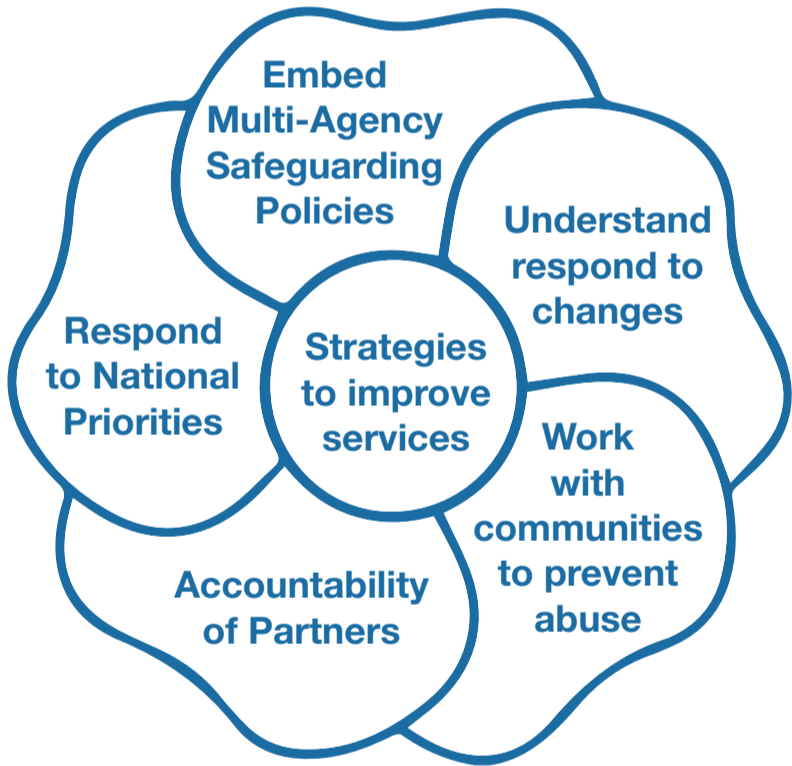 Embed
Multi-Agency
Safeguarding
Policies
Understand
respond to
changes
Work
with
communities
to prevent
abuse
Accountability
of Partners
Respond
to National
Priorities
Strategies
to improve
services